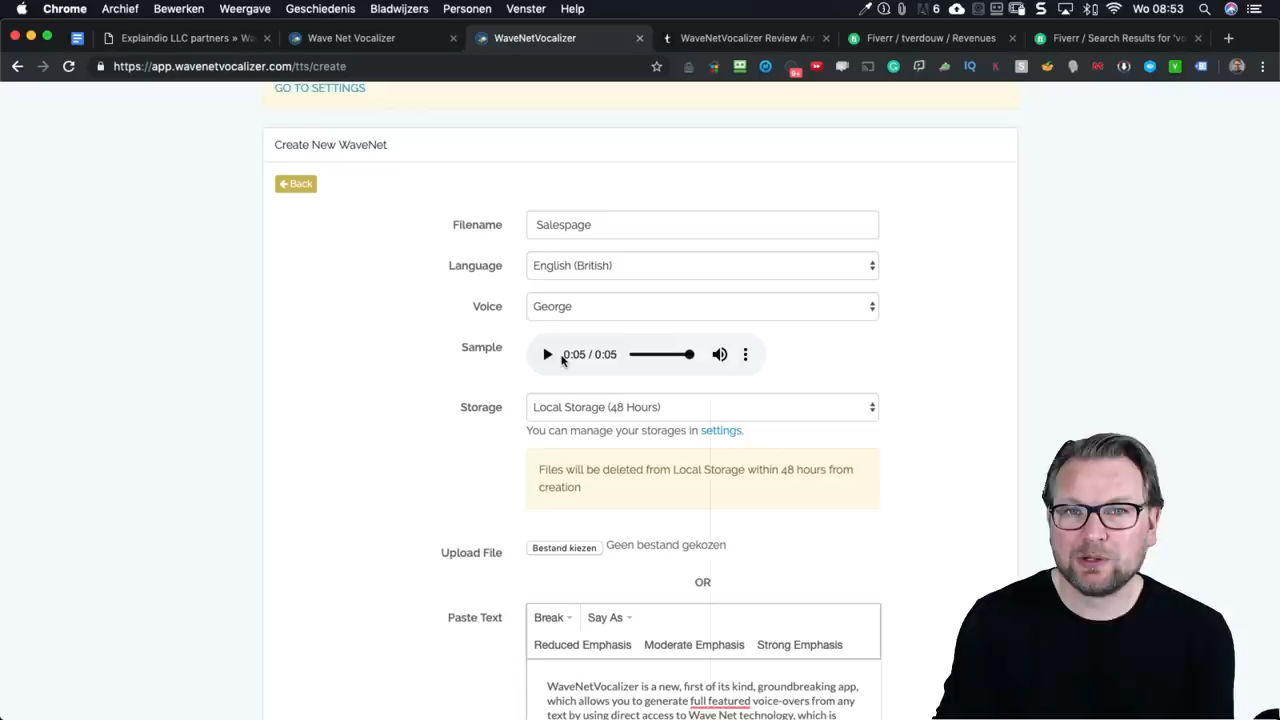 Chrome Archief Bewerken Weergave Geschiedenis Bladwijzers Personen Venster Help 6 Wo 08:53
Explaindio LLC partners » Wa
Wave Net Vocalizer
WaveNetVocalizer
WaveNetVocalizer Review An
Fiverr / tverdouw / Revenues
Fiverr / Search Results for 'vo
https://app.wavenetvocalizer.com/tts/create
9+
GO TO SETTINGS
Create New WaveNet
Back
Filename Salespage
Language English (British)
Voice George
Sample 0:05 / 0:05
Storage Local Storage (48 Hours)
You can manage your storages in settings.
Files will be deleted from Local Storage within 48 hours from
creation
Upload File Bestand kiezen Geen bestand gekozen
OR
Paste Text Break Say As
Reduced Emphasis Moderate Emphasis Strong Emphasis
WaveNetVocalizer is a new, first of its kind, groundbreaking app,
which allows you to generate full featured voice-overs from any
text by using direct access to Wave Net technology, which is